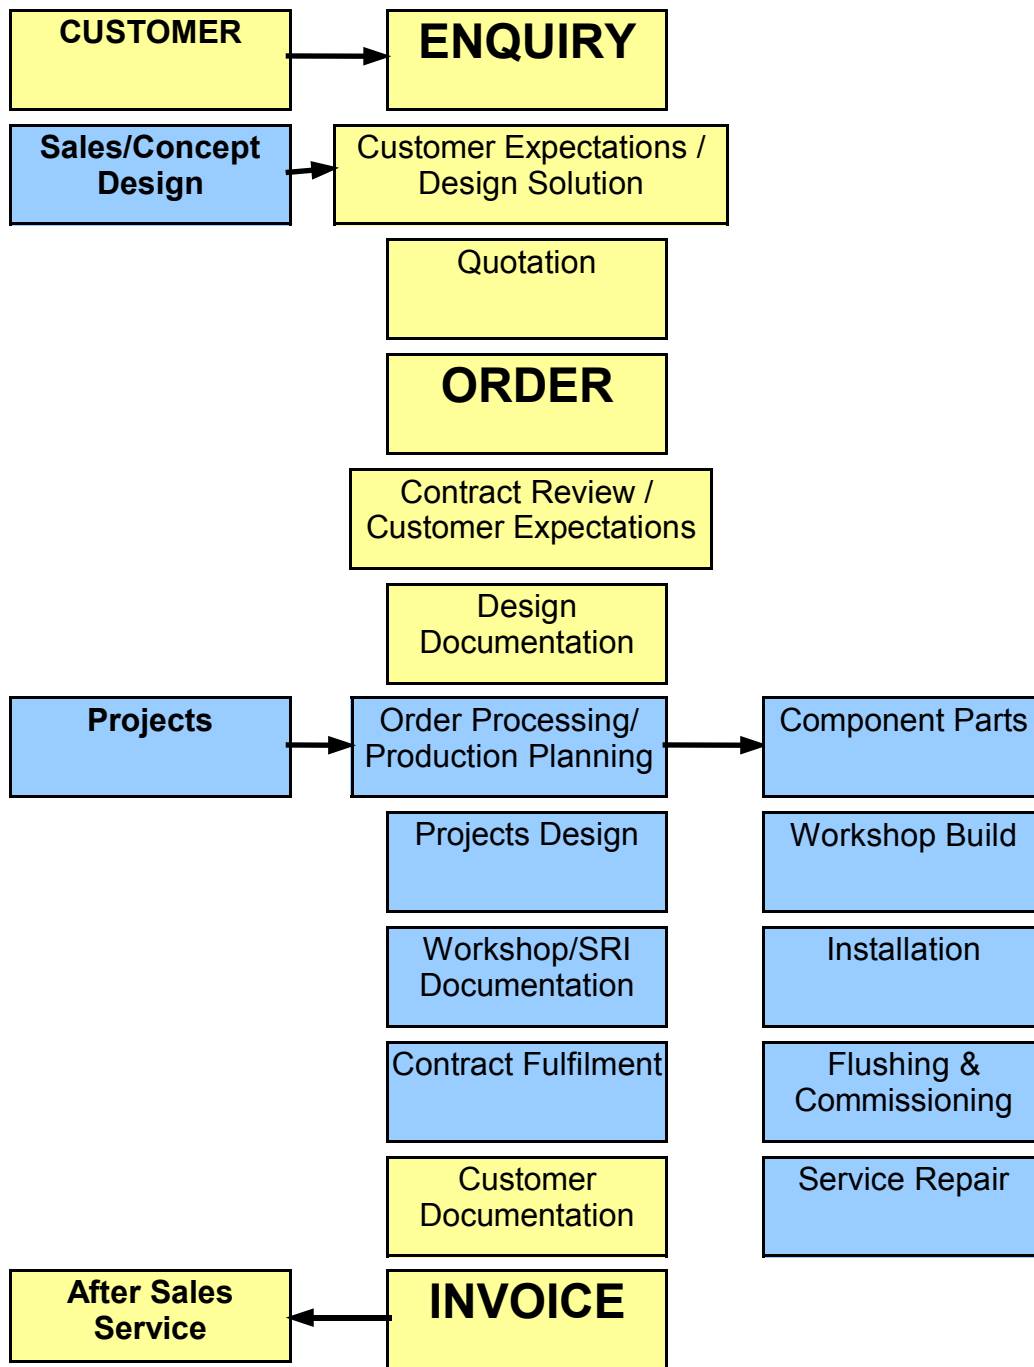 CUSTOMER
ENQUIRY
Sales/Concept
Design
Customer Expectations /
Design Solution
Quotation
ORDER
Contract Review /
Customer Expectations
Design
Documentation
Projects
Order Processing/
Production Planning
Component Parts
Projects Design
Workshop Build
Workshop/SRI
Documentation
Installation
Contract Fulfilment
Flushing &
Commissioning
Customer
Documentation
Service Repair
After Sales
Service
INVOICE